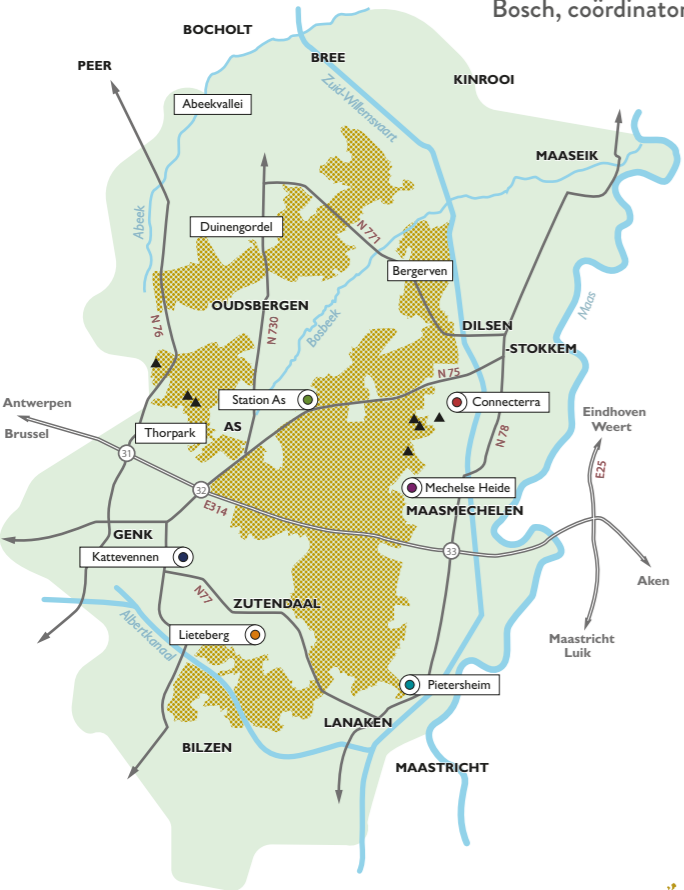 Bosch, coördinator
BOCHOLT
BREE
PEER
KINROOI
Abeekvallei
Zuid-Willemsvaart
MAASEIK
Abeek
Duinengordel
N 771
Bergerven
OUDSBERGEN
Maas
N 76
N 730
Bosbeek
DILSEN
-STOKKEM
N 75
Station As
Connecterra
Antwerpen
Brussel
Thorpark
AS
N 78
Eindhoven
Weert
31
E25
32
Mechelse Heide
E314
MAASMECHELEN
GENK
33
Kattevennen
Aken
N77
ZUTENDAAL
Albertkanaal
Lieteberg
Maastricht
Luik
Pietersheim
LANAKEN
BILZEN
MAASTRICHT